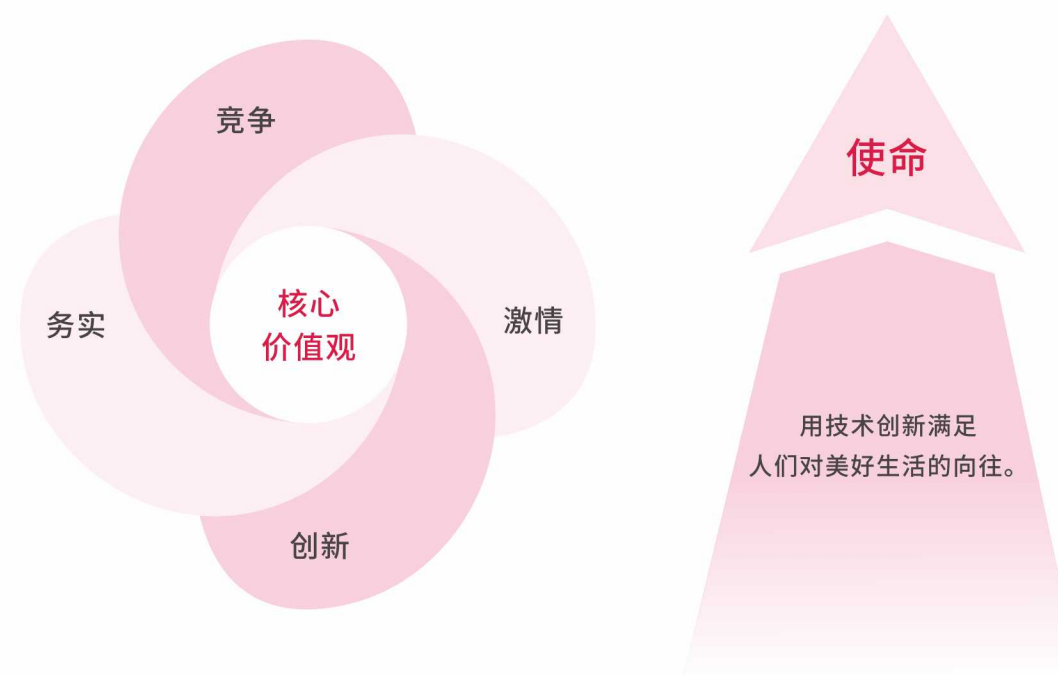 竞争
务实
核心
价值观
激情
创新
使命
用技术创新满足
人们对美好生活的向往。